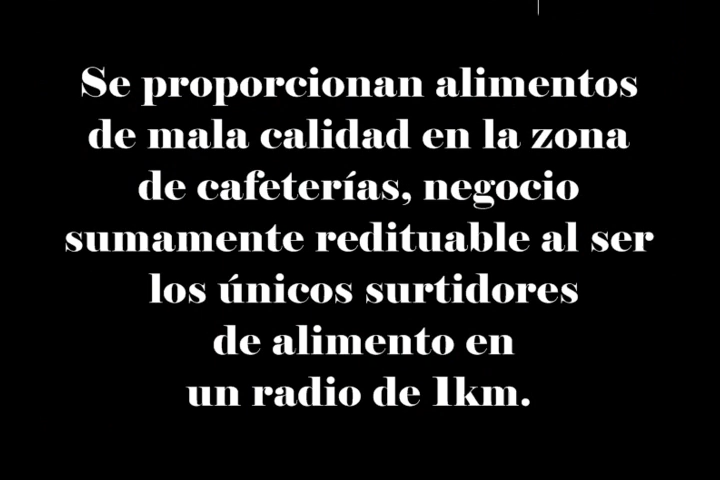 Se proporcionan alimentos
de mala calidad en la zona
de cafeterías, negocio
sumamente redituable al ser
los únicos surtidores
de alimento en
un radio de 1km.